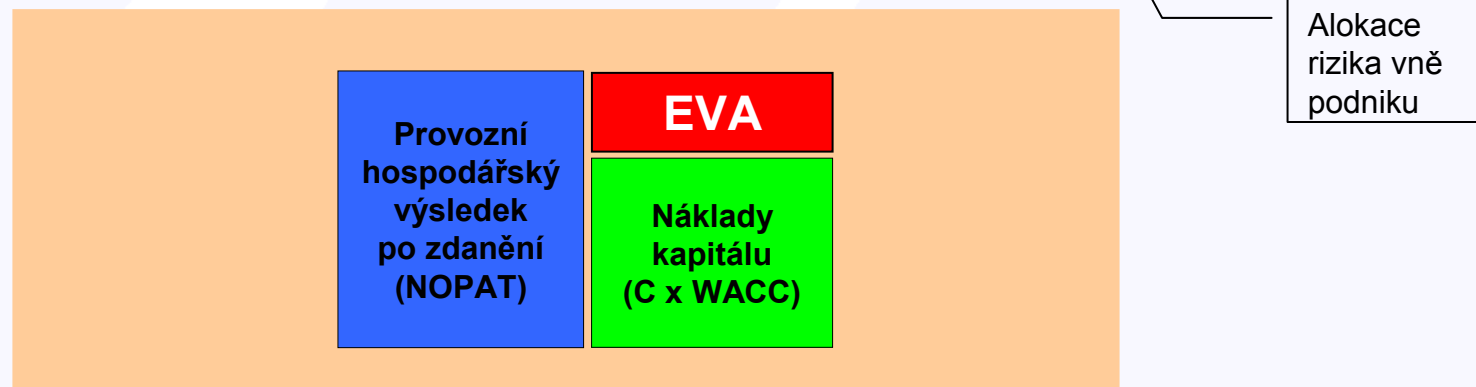 Alokace
rizika vně
podniku
Provozní
hospodářský
výsledek
po zdanění
(NOPAT)
EVA
Náklady
kapitálu
(C x WACC)